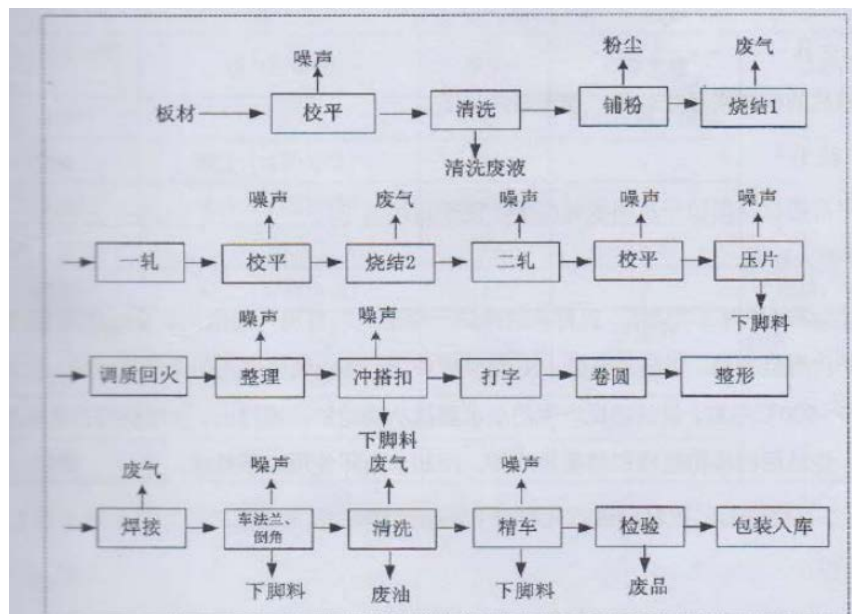 噪声 粉尘 废气
板材 校平 清洗 铺粉 烧结1
清洗废液
噪声 废气 噪声 噪声 噪声
一轧 校平 烧结2 二轧 校平 压片
下脚料
噪声 噪声
调质回火 整理 冲搭扣 打字 卷圆 整形
下脚料
废气 噪声 废气 噪声
焊接 车法兰、倒角 清洗 精车 检验 包装入库
下脚料 废油 下脚料 废品